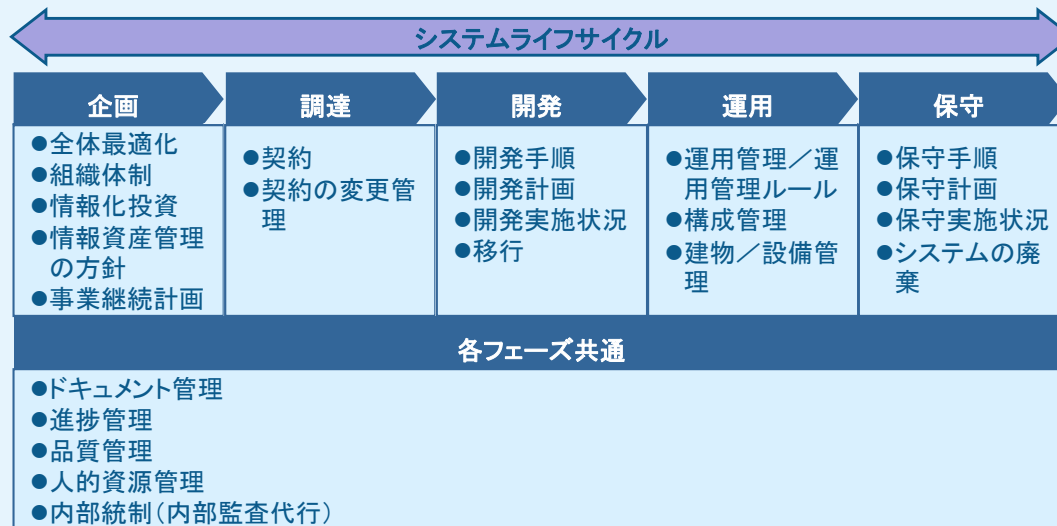 システムライフサイクル
企画
●全体最適化
●組織体制
●情報化投資
●情報資産管理
の方針
●事業継続計画
調達
●契約
●契約の変更管
理
開発
●開発手順
●開発計画
●開発実施状況
●移行
運用
●運用管理／運
用管理ルール
●構成管理
●建物／設備管
理
保守
●保守手順
●保守計画
●保守実施状況
●システムの廃
棄
各フェーズ共通
●ドキュメント管理
●進捗管理
●品質管理
●人的資源管理
●内部統制（内部監査代行）